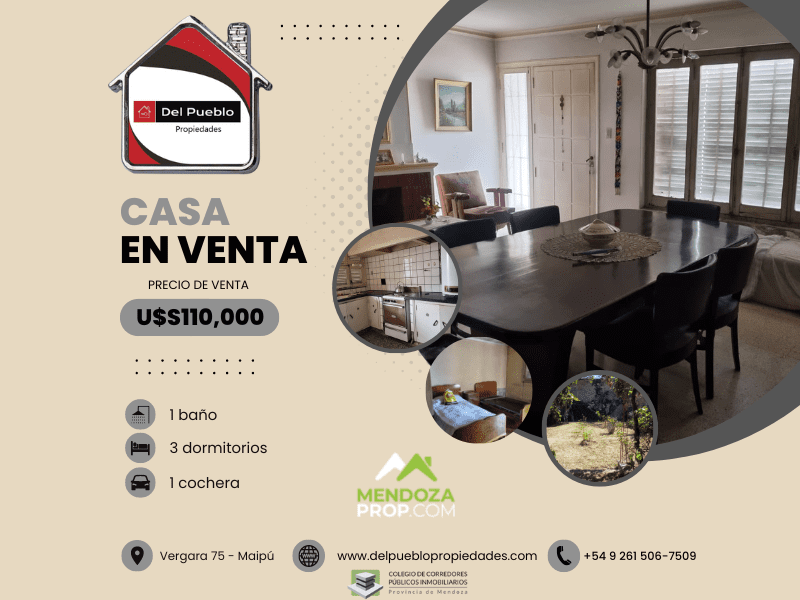 Del Pueblo
Propiedades
CASA
EN VENTA
PRECIO DE VENTA
U$S110,000
1 baño
3 dormitorios
1 cochera
MENDOZA
PROP.COM
Vergara 75 - Maipú
WWW
www.delpueblopropiedades.com
+54 9 261 506-7509
COLEGIO DE CORREDORES
PÚBLICOS INMOBILIARIOS
Provincia de Mendoza